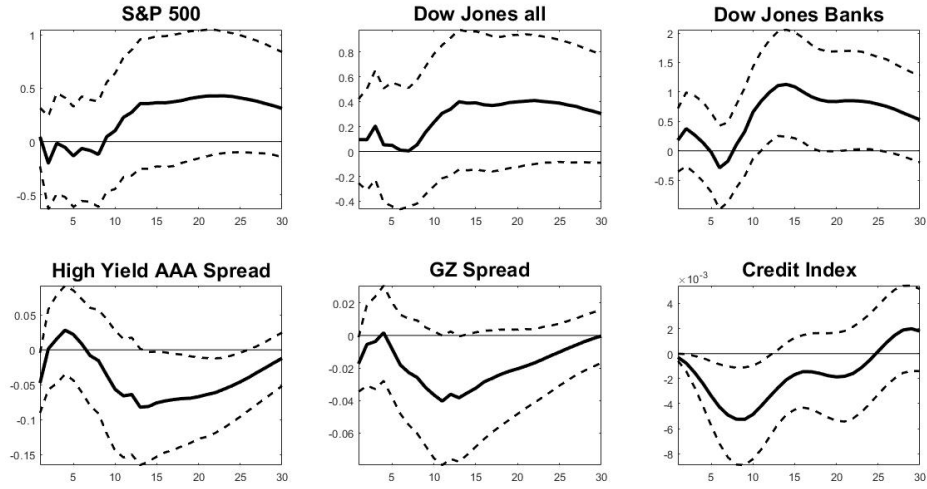 S&P 500
1
0.5
0
-0.5
5 10 15 20 25 30
Dow Jones all
0.8
0.6
0.4
0.2
0
-0.2
-0.4
5 10 15 20 25 30
Dow Jones Banks
2
1.5
1
0.5
0
-0.5
5 10 15 20 25 30
High Yield AAA Spread
0.05
0
-0.05
-0.1
-0.15
5 10 15 20 25 30
GZ Spread
0.02
0
-0.02
-0.04
-0.06
5 10 15 20 25 30
Credit Index
×10⁻³
4
2
0
-2
-4
-6
-8
5 10 15 20 25 30